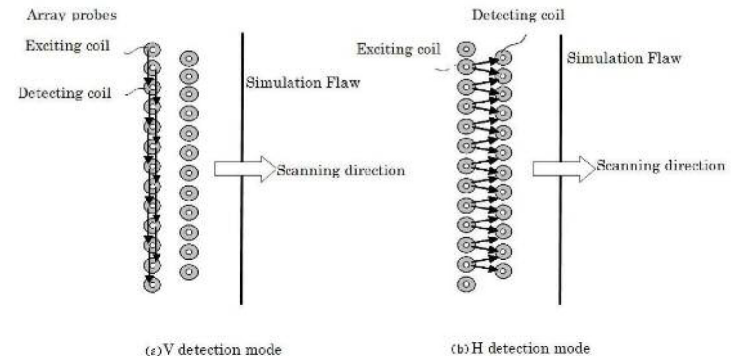 Array probes
Exciting coil
Detecting coil
Simulation Flaw
Scanning direction
(a)V detection mode
Detecting coil
Exciting coil
Simulation Flaw
Scanning direction
(b)H detection mode